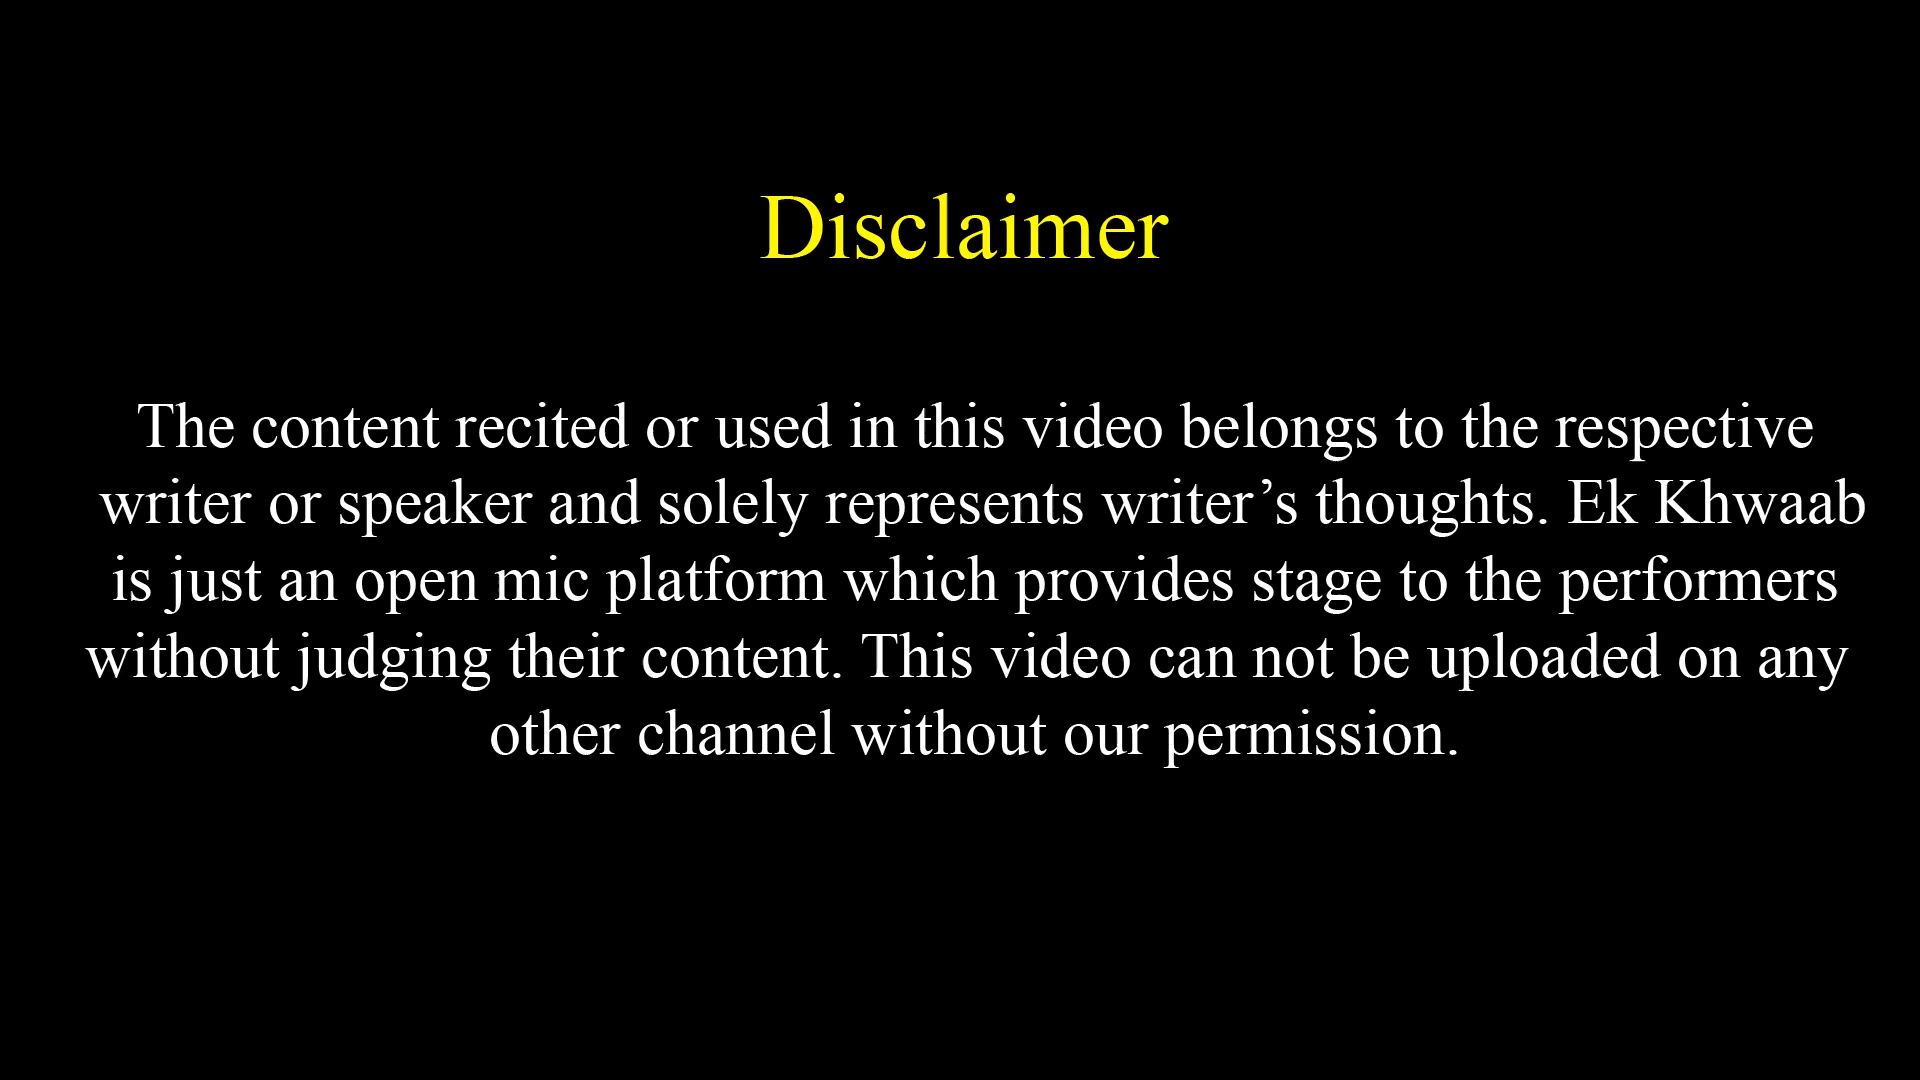 Disclaimer
The content recited or used in this video belongs to the respective
writer or speaker and solely represents writer’s thoughts. Ek Khwaab
is just an open mic platform which provides stage to the performers
without judging their content. This video can not be uploaded on any
other channel without our permission.